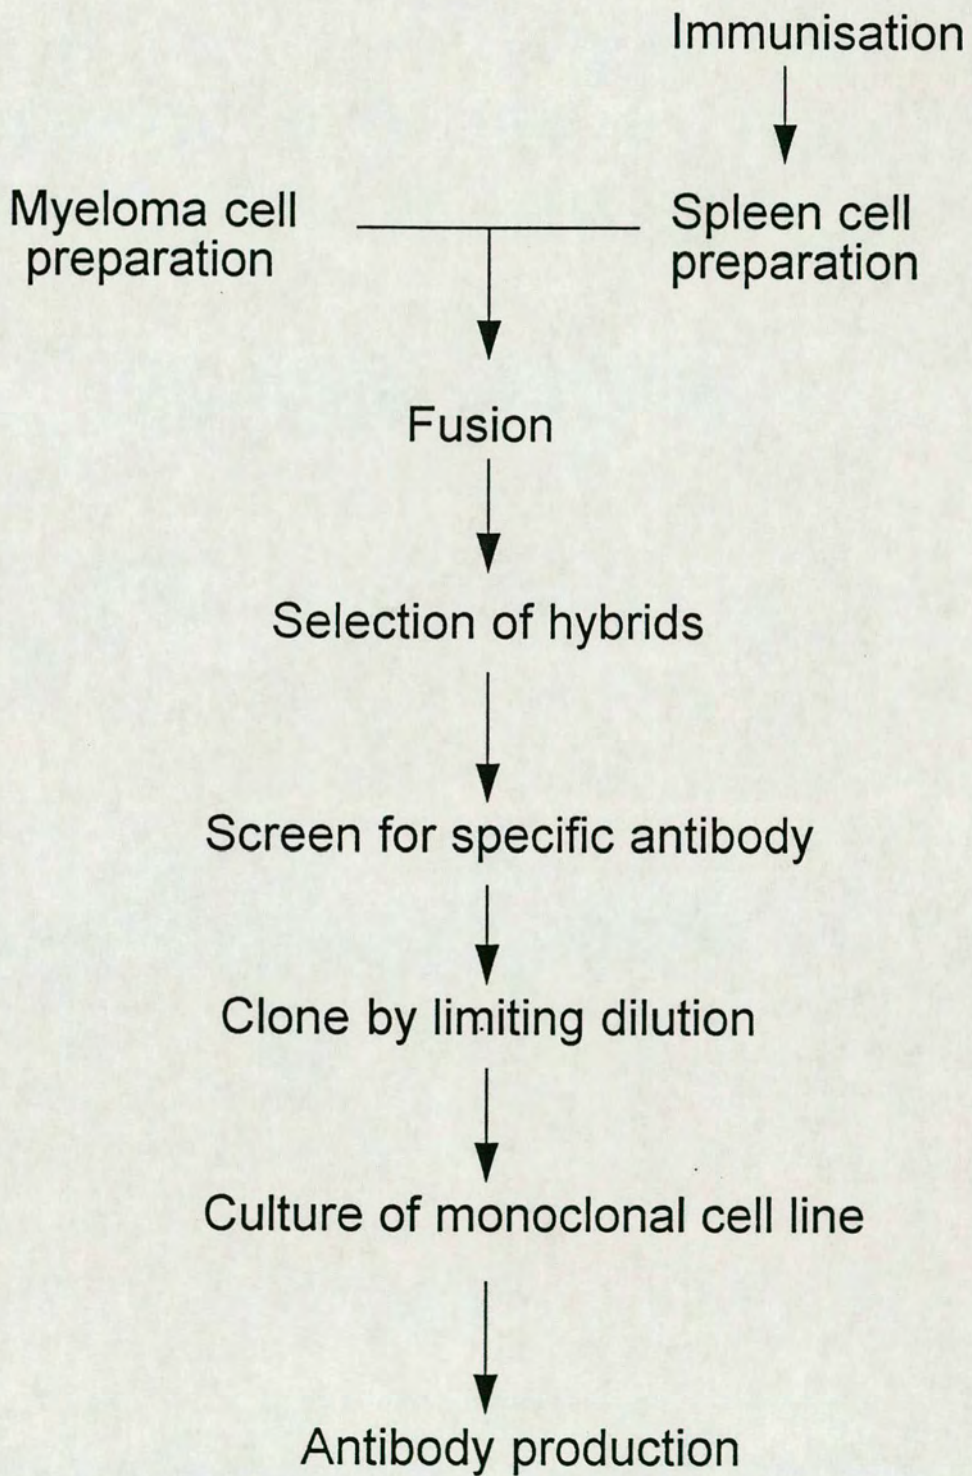 Immunisation
Myeloma cell
preparation
Spleen cell
preparation
Fusion
Selection of hybrids
Screen for specific antibody
Clone by limiting dilution
Culture of monoclonal cell line
Antibody production